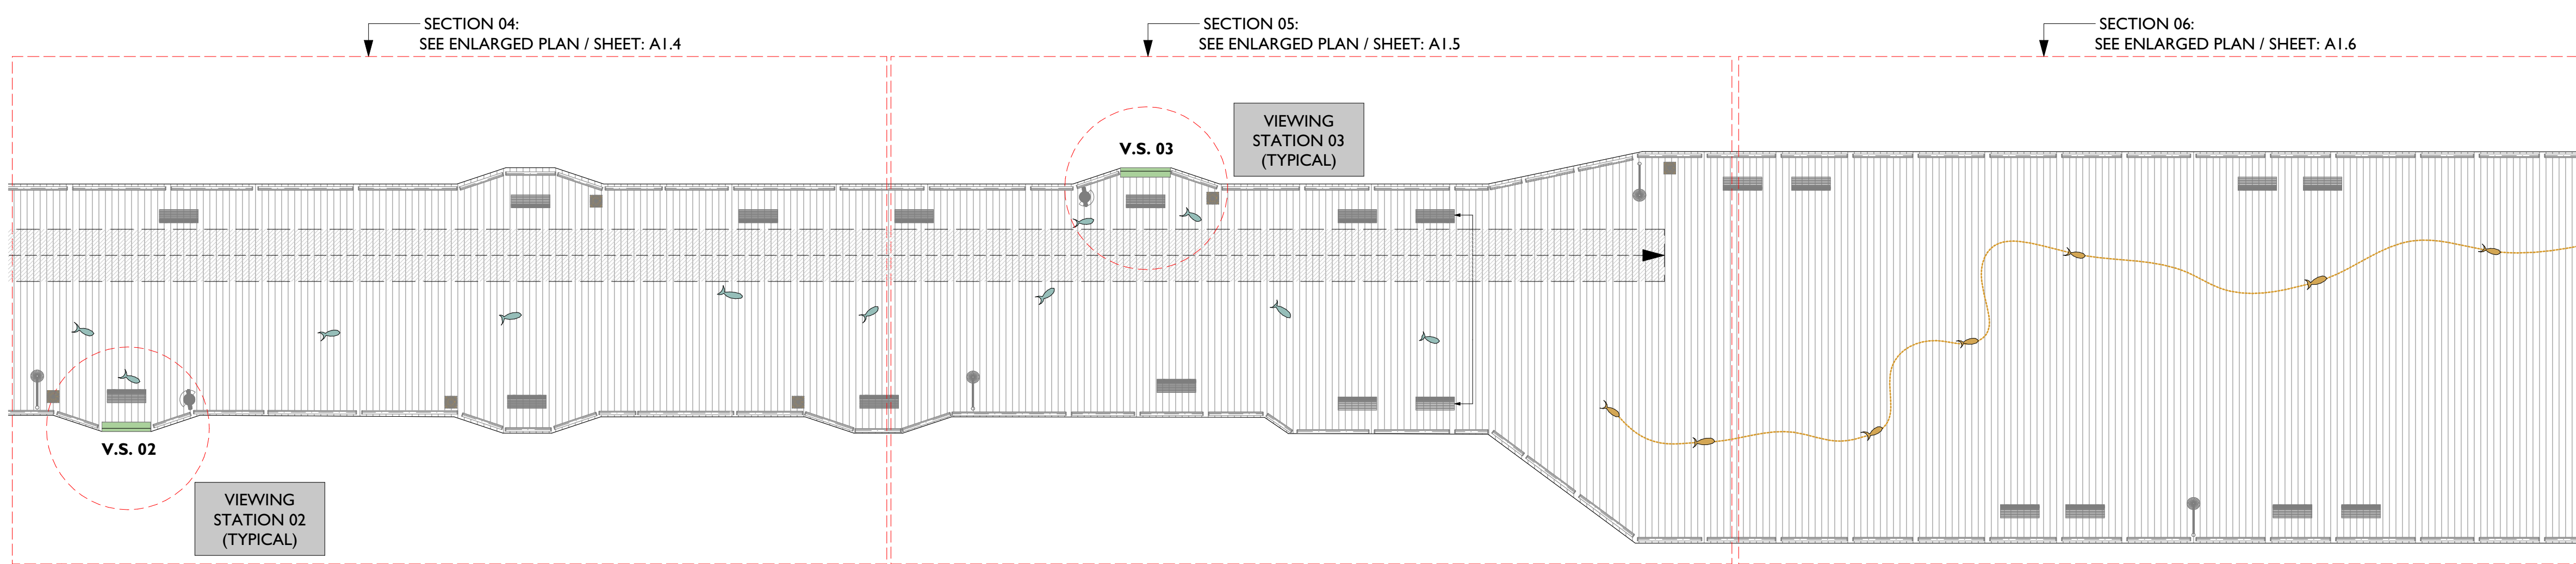 SECTION 04:
SEE ENLARGED PLAN / SHEET: A1.4
SECTION 05:
SEE ENLARGED PLAN / SHEET: A1.5
SECTION 06:
SEE ENLARGED PLAN / SHEET: A1.6
V.S. 03
VIEWING
STATION 03
(TYPICAL)
V.S. 02
VIEWING
STATION 02
(TYPICAL)